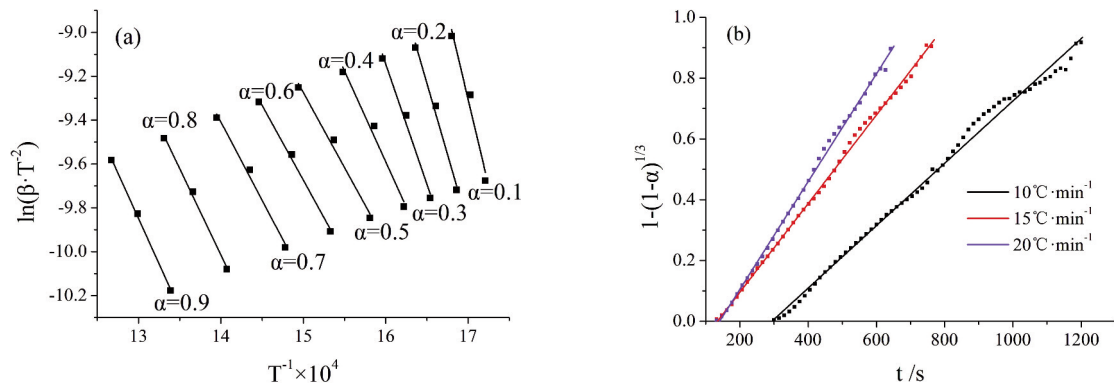 (a)
α=0.2
α=0.4
α=0.6
α=0.8
α=0.1
α=0.3
α=0.5
α=0.7
α=0.9
-9.0
-9.2
-9.4
-9.6
-9.8
-10.0
-10.2
ln(β·T⁻²)
13 14 15 16 17
T⁻¹×10⁴
(b)
1.0
0.8
0.6
0.4
0.2
0.0
1-(1-α)^1/3
10℃·min⁻¹
15℃·min⁻¹
20℃·min⁻¹
200 400 600 800 1000 1200
t /s